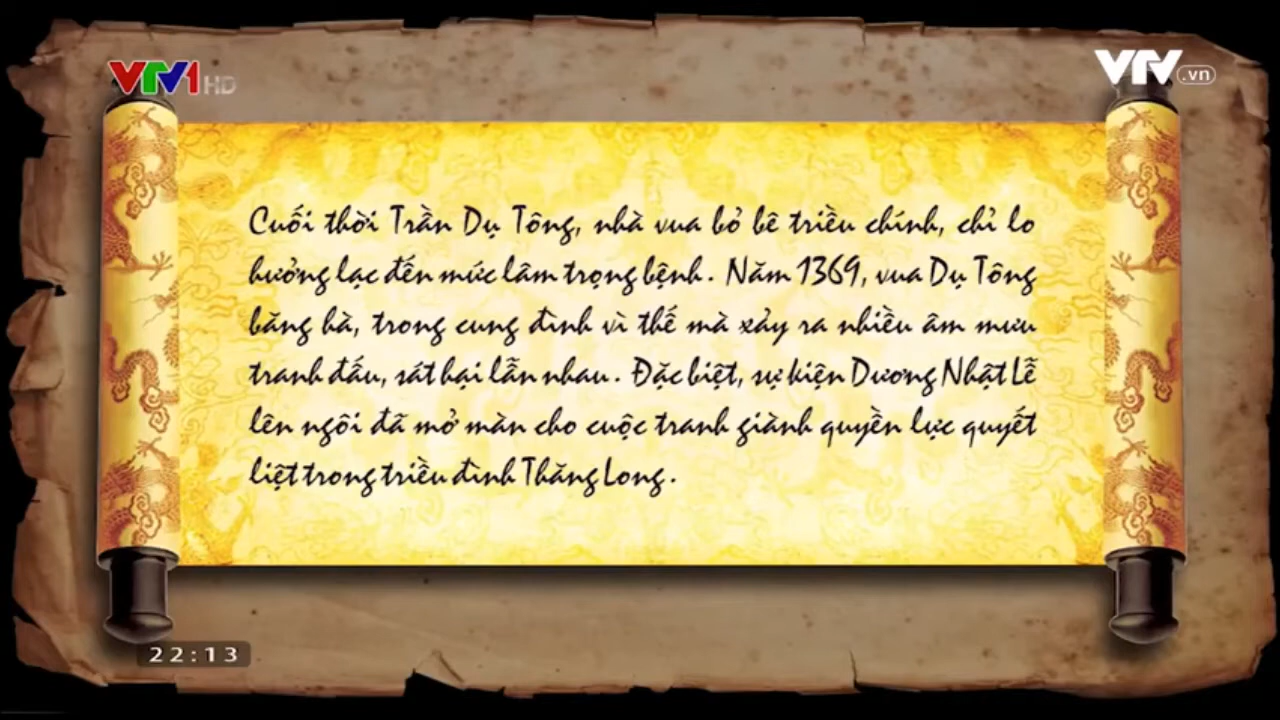 VTV1 HD
VTV.vn
Cuối thời Trần Dụ Tông, nhà vua bỏ bê triều chính, chỉ lo
hưởng lạc đến mức lâm trọng bệnh. Năm 1369, vua Dụ Tông
băng hà, trong cung đình vì thế mà xảy ra nhiều âm mưu
tranh đấu, sát hại lẫn nhau. Đặc biệt, sự kiện Dương Nhật Lễ
lên ngôi đã mở màn cho cuộc tranh giành quyền lực quyết
liệt trong triều đình Thăng Long.
22:13